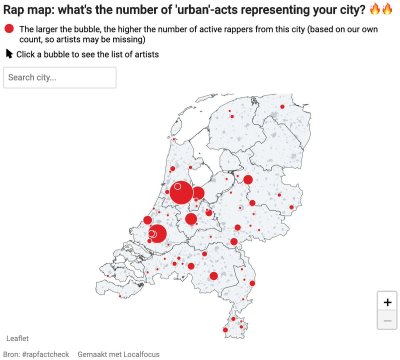 Rap map: what's the number of 'urban'-acts representing your city? 🔥🔥
The larger the bubble, the higher the number of active rappers from this city (based on our own
count, so artists may be missing)
Click a bubble to see the list of artists
Search city...
+
−
Leaflet
Bron: #rapfactcheck Gemaakt met Localfocus